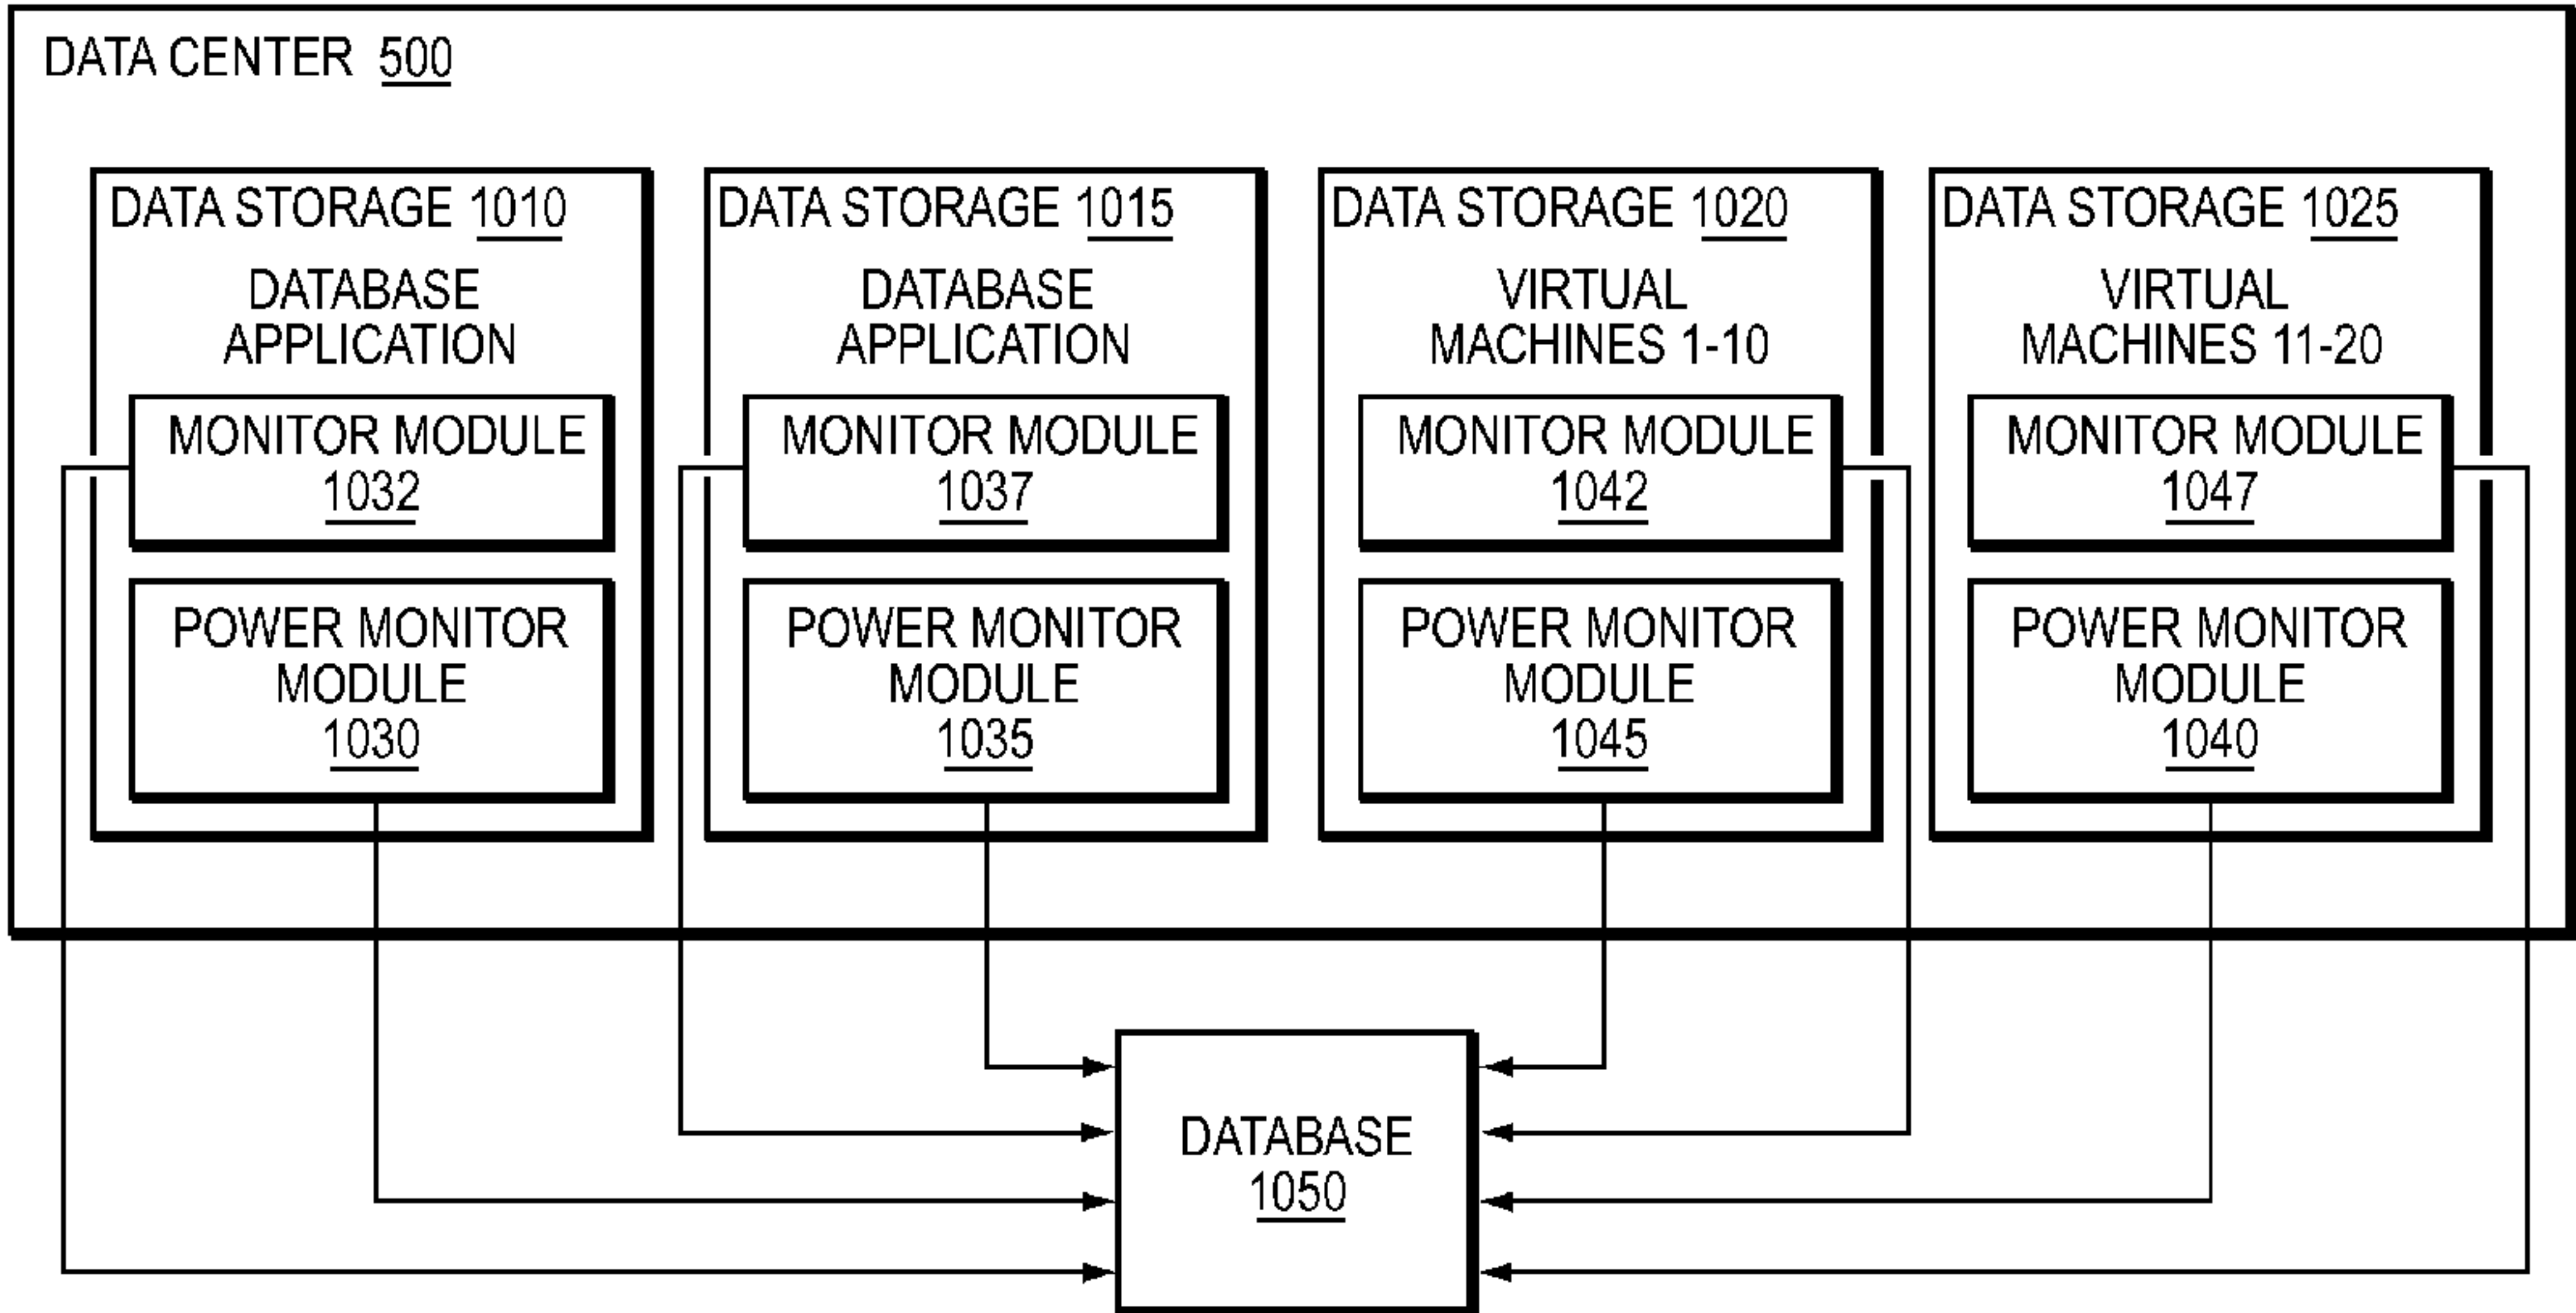 DATA CENTER 500
DATA STORAGE 1010
DATABASE
APPLICATION
MONITOR MODULE
1032
POWER MONITOR
MODULE
1030
DATA STORAGE 1015
DATABASE
APPLICATION
MONITOR MODULE
1037
POWER MONITOR
MODULE
1035
DATA STORAGE 1020
VIRTUAL
MACHINES 1-10
MONITOR MODULE
1042
POWER MONITOR
MODULE
1045
DATA STORAGE 1025
VIRTUAL
MACHINES 11-20
MONITOR MODULE
1047
POWER MONITOR
MODULE
1040
DATABASE
1050